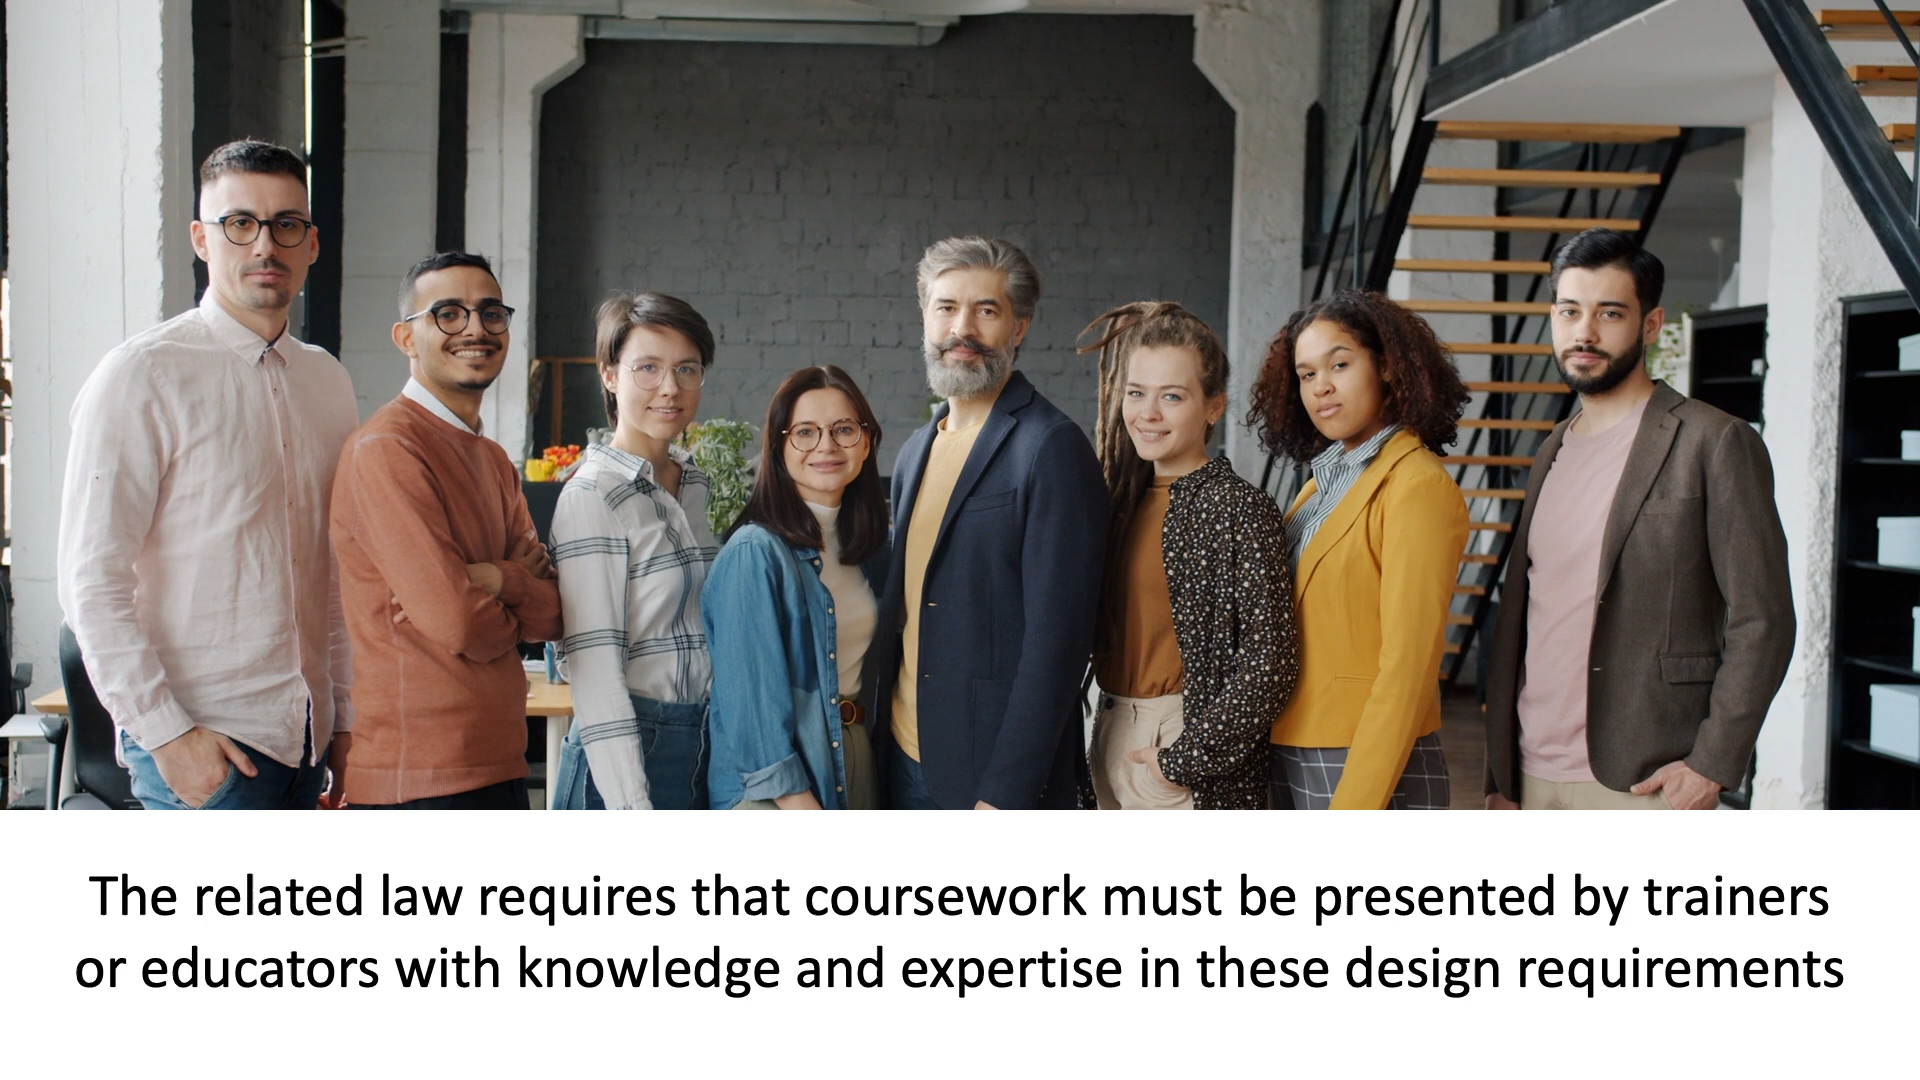 The related law requires that coursework must be presented by trainers
or educators with knowledge and expertise in these design requirements